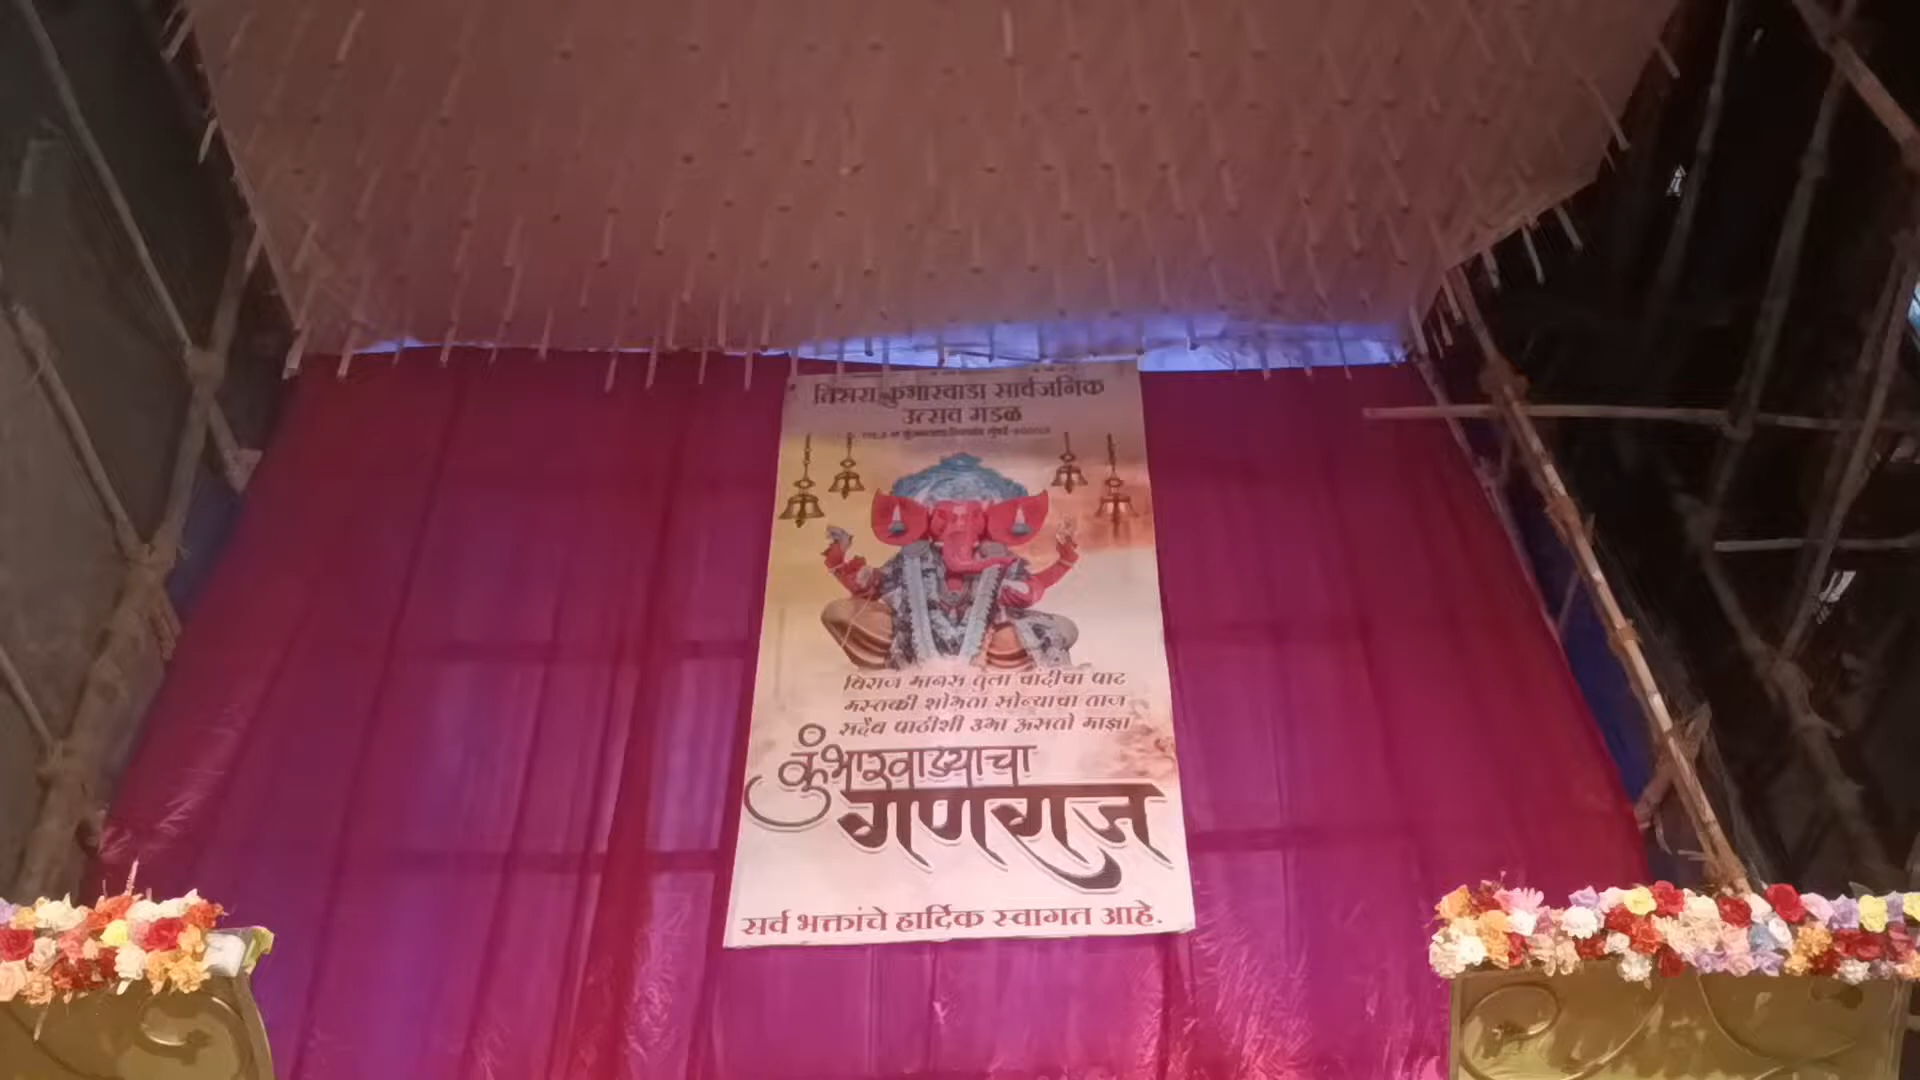 तिसरा कुंभारवाडा सार्वजनिक
उत्सव मंडळ
विराज मानस तुला चांदीचा पाट
मस्तकी शोभता सोन्याचा ताज
सदैव पाठीशी उभा असतो माझा
कुंभारवाड्याचा
गणराज
सर्व भक्तांचे हार्दिक स्वागत आहे.